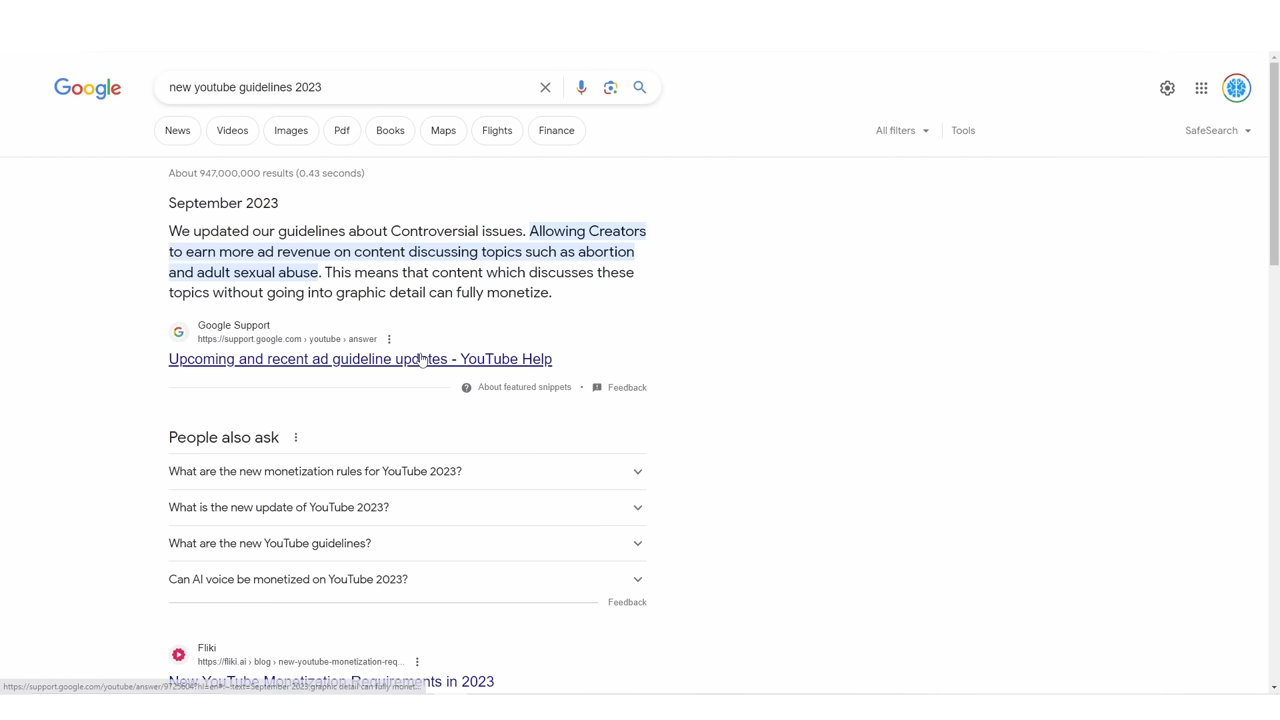 Google
new youtube guidelines 2023
News
Videos
Images
Pdf
Books
Maps
Flights
Finance
All filters
Tools
SafeSearch
About 947,000,000 results (0.43 seconds)
September 2023
We updated our guidelines about Controversial issues. Allowing Creators
to earn more ad revenue on content discussing topics such as abortion
and adult sexual abuse. This means that content which discusses these
topics without going into graphic detail can fully monetize.
Google Support
https://support.google.com › youtube › answer
Upcoming and recent ad guideline updates - YouTube Help
About featured snippets • Feedback
People also ask
What are the new monetization rules for YouTube 2023?
What is the new update of YouTube 2023?
What are the new YouTube guidelines?
Can AI voice be monetized on YouTube 2023?
Feedback
Fliki
https://fliki.ai › blog › new-youtube-monetization-req...
New YouTube Monetization Requirements in 2023